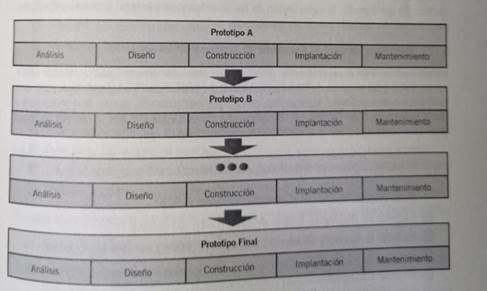 Prototipo A
Análisis Diseño Construcción Implantación Mantenimiento
Prototipo B
Análisis Diseño Construcción Implantación Mantenimiento
●●●
Análisis Diseño Construcción Implantación Mantenimiento
Prototipo Final
Análisis Diseño Construcción Implantación Mantenimiento